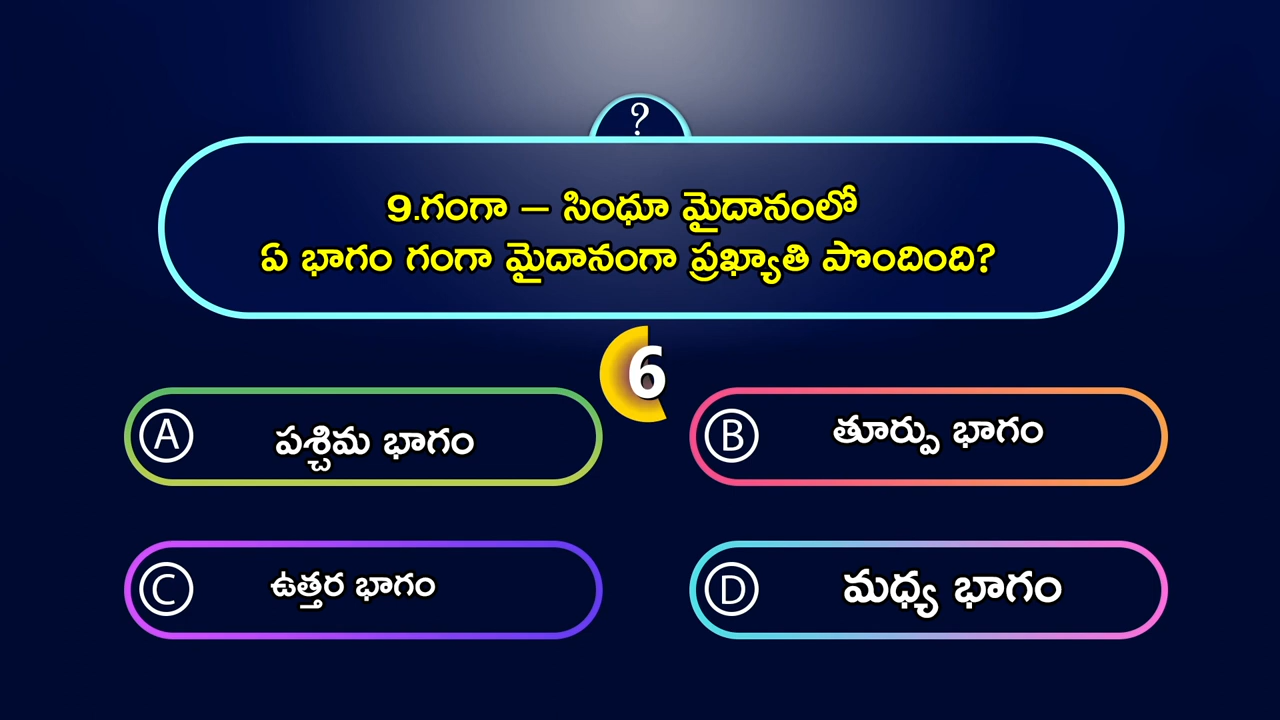 ?
9.గంగా – సింధూ మైదానంలో
ఏ భాగం గంగా మైదానంగా ప్రఖ్యాతి పొందింది?
6
A పశ్చిమ భాగం
B తూర్పు భాగం
C ఉత్తర భాగం
D మధ్య భాగం